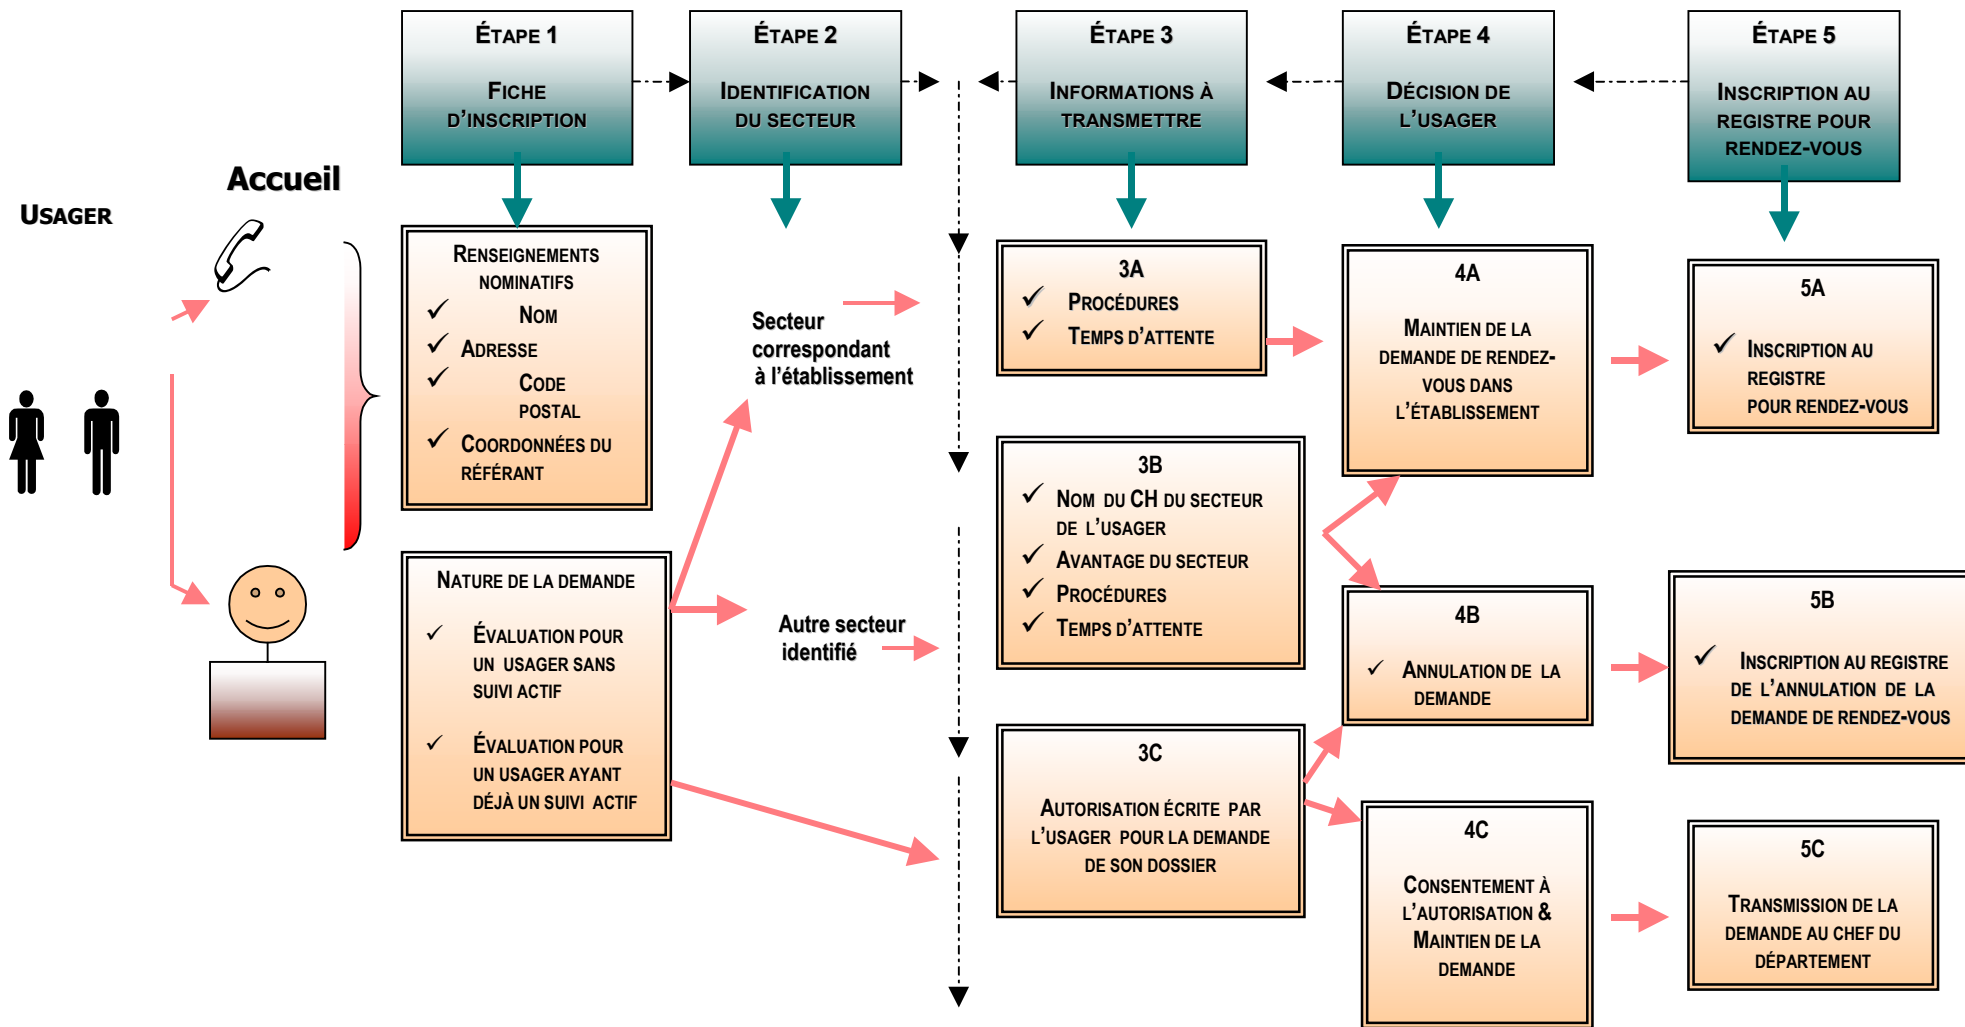 ÉTAPE 1
FICHE
D'INSCRIPTION
ÉTAPE 2
IDENTIFICATION
DU SECTEUR
ÉTAPE 3
INFORMATIONS À
TRANSMETTRE
ÉTAPE 4
DÉCISION DE
L'USAGER
ÉTAPE 5
INSCRIPTION AU
REGISTRE POUR
RENDEZ-VOUS
Accueil
USAGER
RENSEIGNEMENTS
NOMINATIFS
✓ NOM
✓ ADRESSE
✓ CODE
POSTAL
✓ COORDONNÉES DU
RÉFÉRANT
NATURE DE LA DEMANDE
✓ ÉVALUATION POUR
UN USAGER SANS
SUIVI ACTIF
✓ ÉVALUATION POUR
UN USAGER AYANT
DÉJÀ UN SUIVI ACTIF
Secteur
correspondant
à l'établissement
Autre secteur
identifié
3A
✓ PROCÉDURES
✓ TEMPS D'ATTENTE
3B
✓ NOM DU CH DU SECTEUR
DE L'USAGER
✓ AVANTAGE DU SECTEUR
✓ PROCÉDURES
✓ TEMPS D'ATTENTE
3C
AUTORISATION ÉCRITE PAR
L'USAGER POUR LA DEMANDE
DE SON DOSSIER
4A
MAINTIEN DE LA
DEMANDE DE RENDEZ-
VOUS DANS
L'ÉTABLISSEMENT
4B
✓ ANNULATION DE LA
DEMANDE
4C
CONSENTEMENT À
L'AUTORISATION &
MAINTIEN DE LA
DEMANDE
5A
✓ INSCRIPTION AU
REGISTRE
POUR RENDEZ-VOUS
5B
✓ INSCRIPTION AU REGISTRE
DE L'ANNULATION DE LA
DEMANDE DE RENDEZ-VOUS
5C
TRANSMISSION DE LA
DEMANDE AU CHEF DU
DÉPARTEMENT